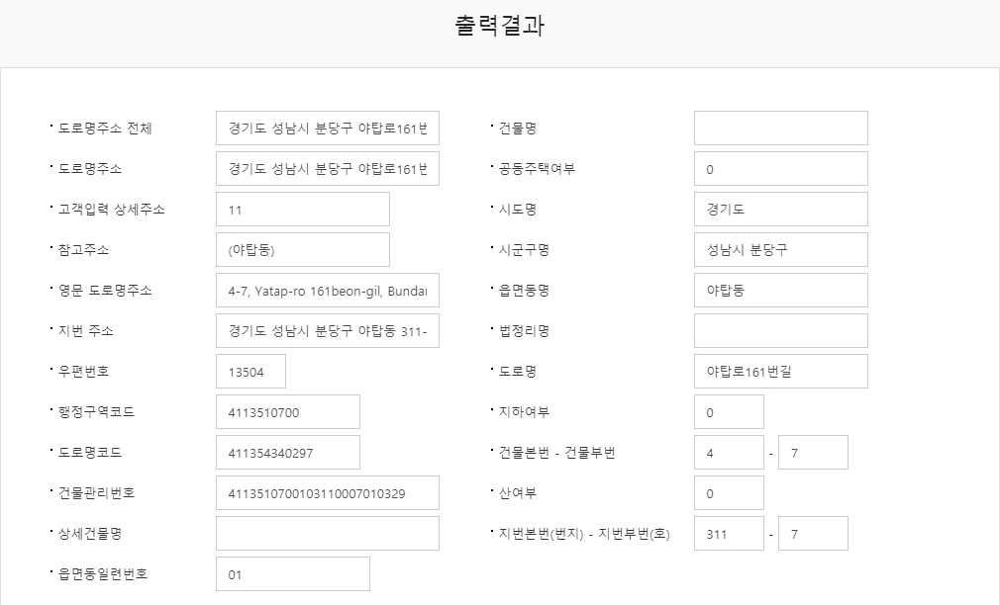 출력결과
도로명주소 전체 경기도 성남시 분당구 야탑로161번 건물명
도로명주소 경기도 성남시 분당구 야탑로161번 공동주택여부 0
고객입력 상세주소 11 시도명 경기도
참고주소 (야탑동) 시군구명 성남시 분당구
영문 도로명주소 4-7, Yatap-ro 161beon-gil, Bundan 읍면동명 야탑동
지번 주소 경기도 성남시 분당구 야탑동 311- 법정리명
우편번호 13504 도로명 야탑로161번길
행정구역코드 4113510700 지하여부 0
도로명코드 411354340297 건물본번 - 건물부번 4 - 7
건물관리번호 4113510700103110007010329 산여부 0
상세건물명 지번본번(번지) - 지번부번(호) 311 - 7
읍면동일련번호 01